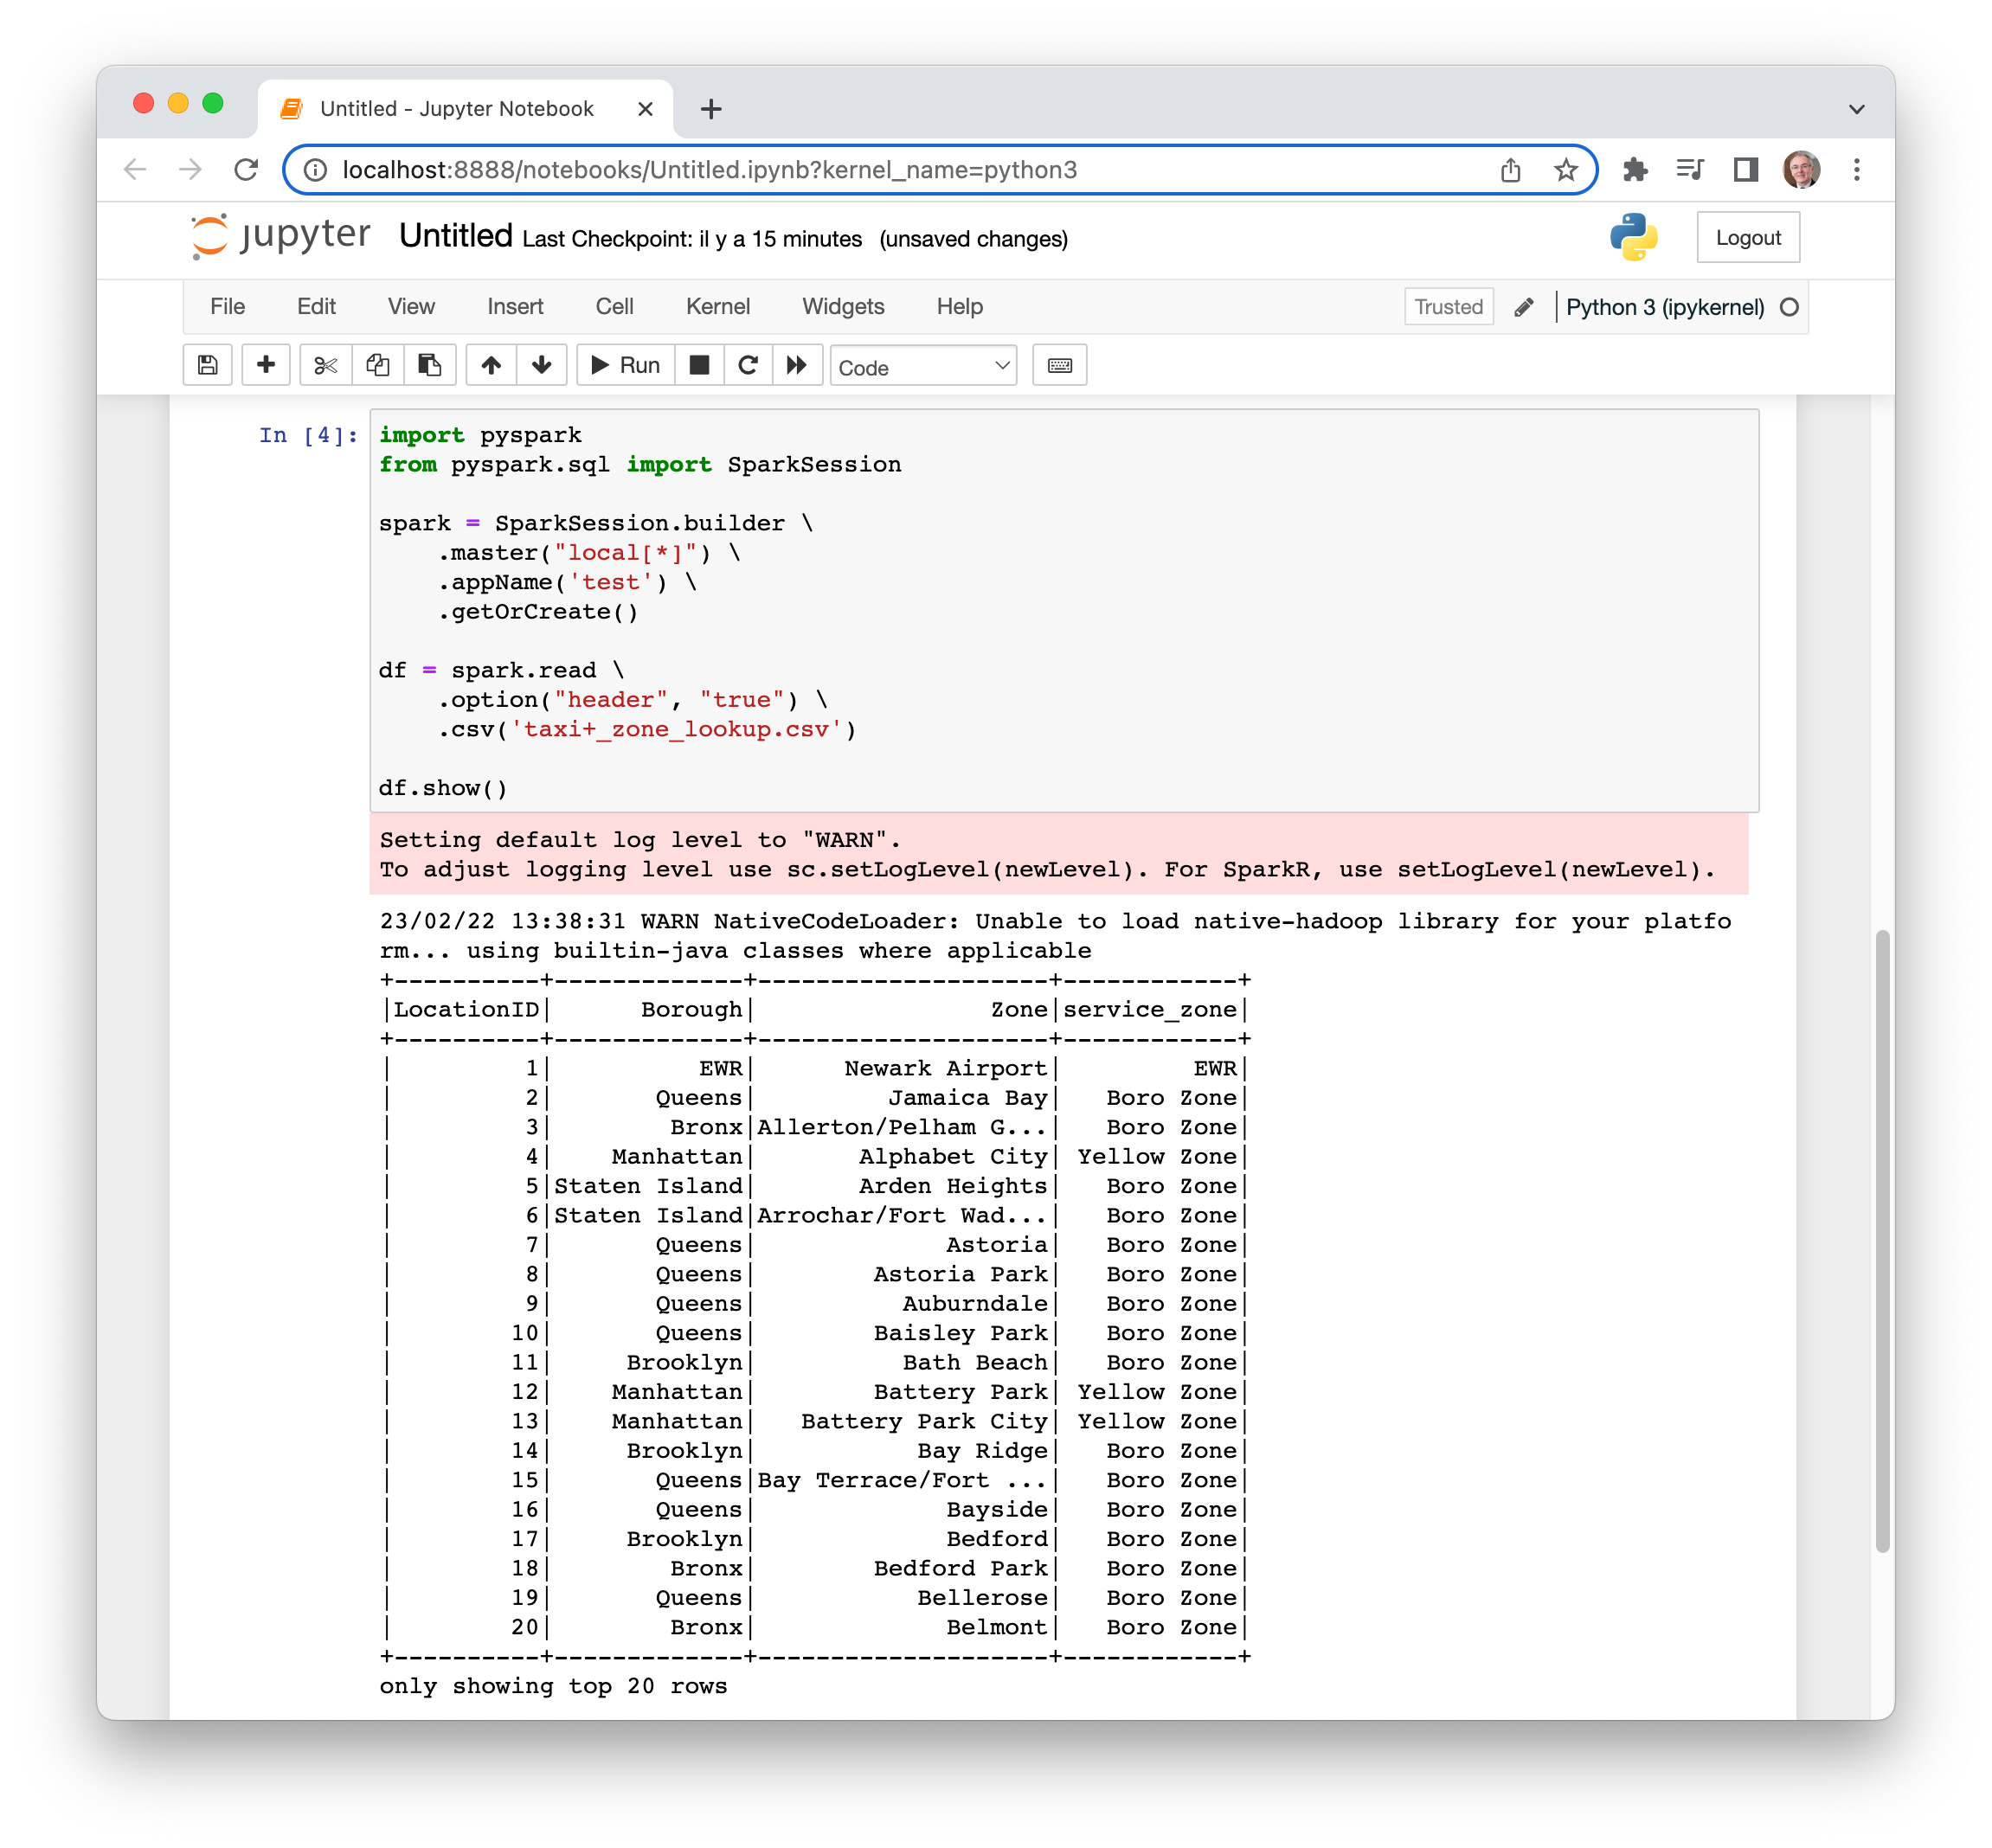 Untitled - Jupyter Notebook
localhost:8888/notebooks/Untitled.ipynb?kernel_name=python3
jupyter Untitled Last Checkpoint: il y a 15 minutes (unsaved changes) Logout
File Edit View Insert Cell Kernel Widgets Help Trusted Python 3 (ipykernel)
Run Code
In [4]: import pyspark
from pyspark.sql import SparkSession
spark = SparkSession.builder \
    .master("local[*]") \
    .appName('test') \
    .getOrCreate()
df = spark.read \
    .option("header", "true") \
    .csv('taxi+_zone_lookup.csv')
df.show()
Setting default log level to "WARN".
To adjust logging level use sc.setLogLevel(newLevel). For SparkR, use setLogLevel(newLevel).
23/02/22 13:38:31 WARN NativeCodeLoader: Unable to load native-hadoop library for your platfo
rm... using builtin-java classes where applicable
+----------+-------------+--------------------+------------+
|LocationID|      Borough|                Zone|service_zone|
+----------+-------------+--------------------+------------+
|         1|          EWR|      Newark Airport|         EWR|
|         2|       Queens|         Jamaica Bay|   Boro Zone|
|         3|        Bronx|Allerton/Pelham G...|   Boro Zone|
|         4|    Manhattan|       Alphabet City| Yellow Zone|
|         5|Staten Island|       Arden Heights|   Boro Zone|
|         6|Staten Island|Arrochar/Fort Wad...|   Boro Zone|
|         7|       Queens|             Astoria|   Boro Zone|
|         8|       Queens|        Astoria Park|   Boro Zone|
|         9|       Queens|          Auburndale|   Boro Zone|
|        10|       Queens|        Baisley Park|   Boro Zone|
|        11|     Brooklyn|          Bath Beach|   Boro Zone|
|        12|    Manhattan|        Battery Park| Yellow Zone|
|        13|    Manhattan|   Battery Park City| Yellow Zone|
|        14|     Brooklyn|           Bay Ridge|   Boro Zone|
|        15|       Queens|Bay Terrace/Fort ...|   Boro Zone|
|        16|       Queens|             Bayside|   Boro Zone|
|        17|     Brooklyn|             Bedford|   Boro Zone|
|        18|        Bronx|        Bedford Park|   Boro Zone|
|        19|       Queens|           Bellerose|   Boro Zone|
|        20|        Bronx|             Belmont|   Boro Zone|
+----------+-------------+--------------------+------------+
only showing top 20 rows